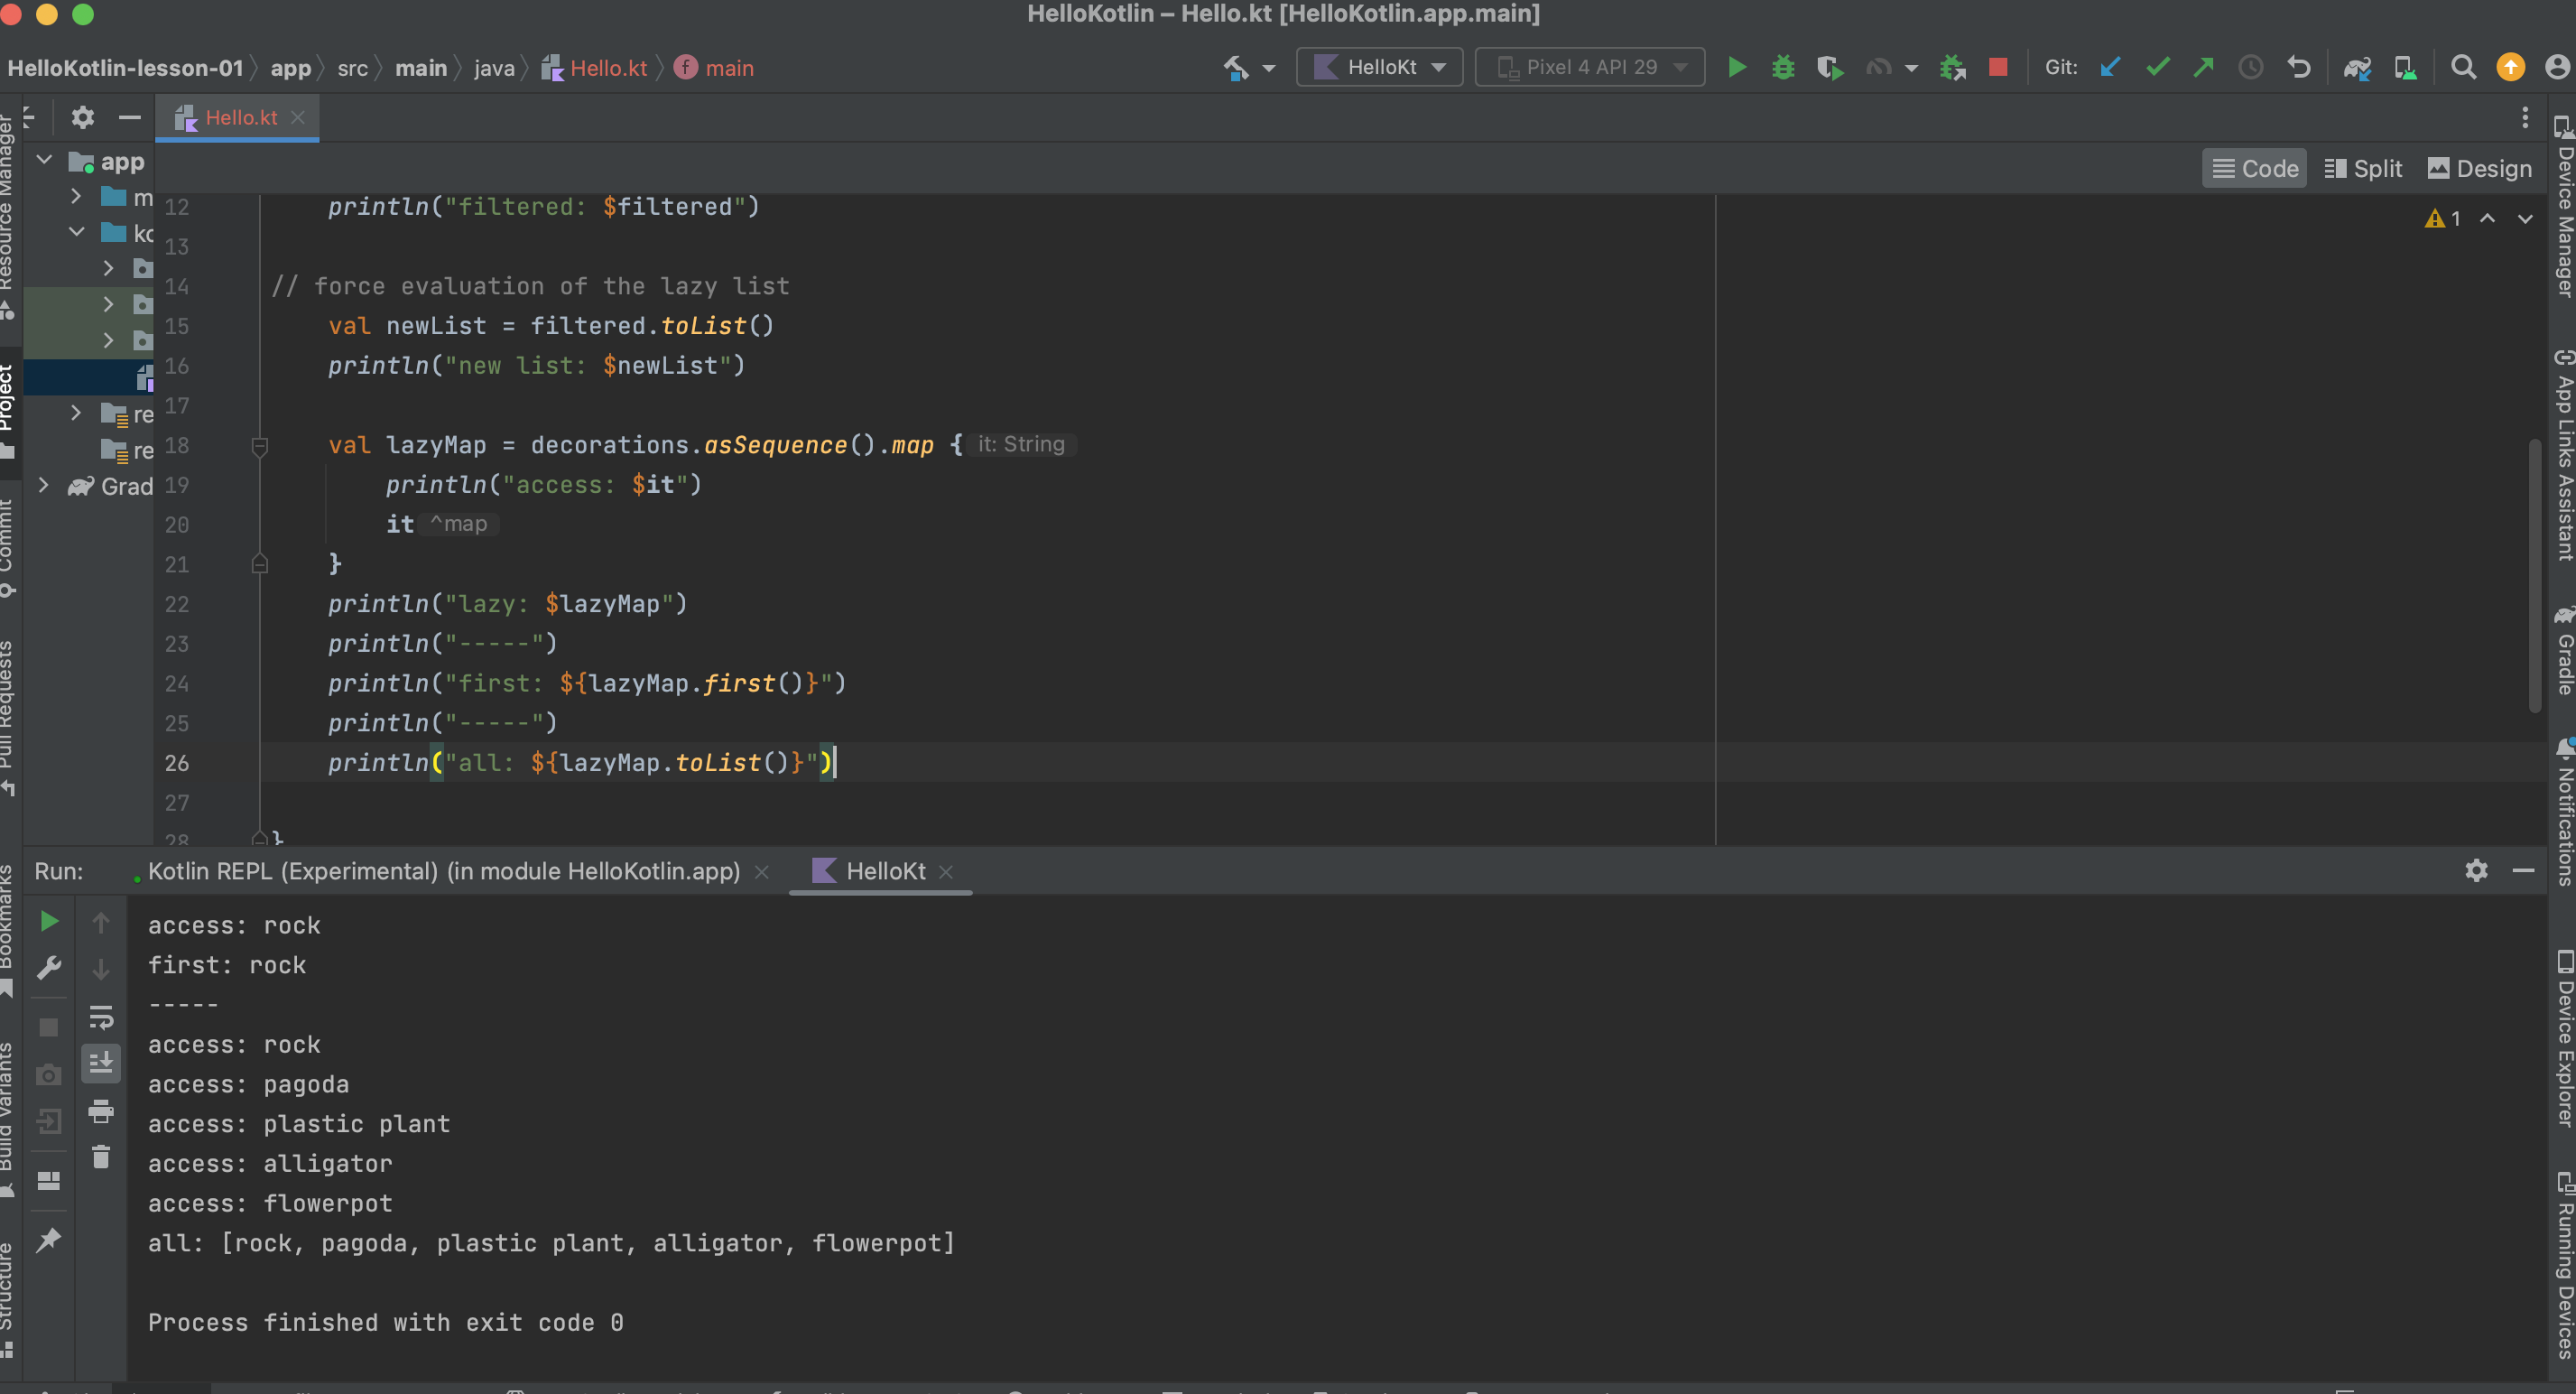 HelloKotlin – Hello.kt [HelloKotlin.app.main]
HelloKotlin-lesson-01 app src main java Hello.kt f main
HelloKt Pixel 4 API 29 Git:
Hello.kt
Code Split Design
app
m
kc
re
re
Grad
1
12 println("filtered: $filtered")
13
14 // force evaluation of the lazy list
15 val newList = filtered.toList()
16 println("new list: $newList")
17
18 val lazyMap = decorations.asSequence().map { it: String
19 println("access: $it")
20 it ^map
21 }
22 println("lazy: $lazyMap")
23 println("-----")
24 println("first: ${lazyMap.first()}")
25 println("-----")
26 println("all: ${lazyMap.toList()}")
27
28 }
Run: Kotlin REPL (Experimental) (in module HelloKotlin.app) HelloKt
access: rock
first: rock
-----
access: rock
access: pagoda
access: plastic plant
access: alligator
access: flowerpot
all: [rock, pagoda, plastic plant, alligator, flowerpot]
Process finished with exit code 0
Resource Manager
Project
Commit
Pull Requests
Bookmarks
Build Variants
Structure
Device Manager
App Links Assistant
Gradle
Notifications
Device Explorer
Running Devices